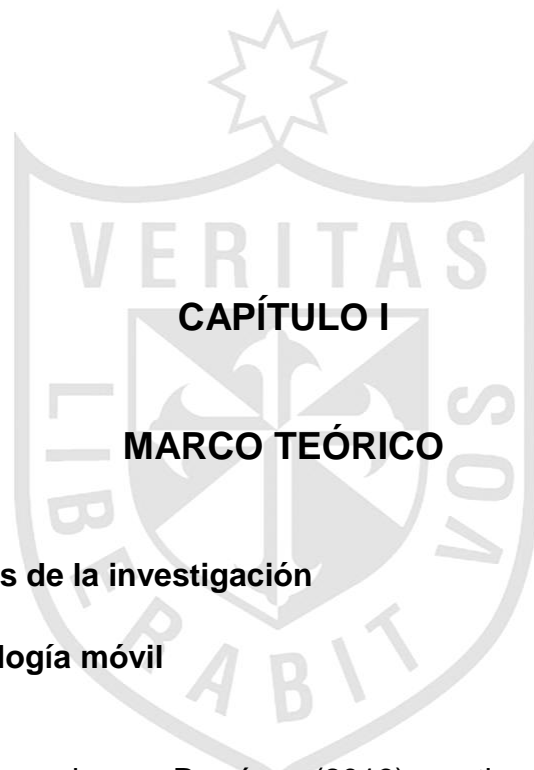 VERITAS
LIBERABIT VOS
CAPÍTULO I
MARCO TEÓRICO
s de la investigación
logía móvil